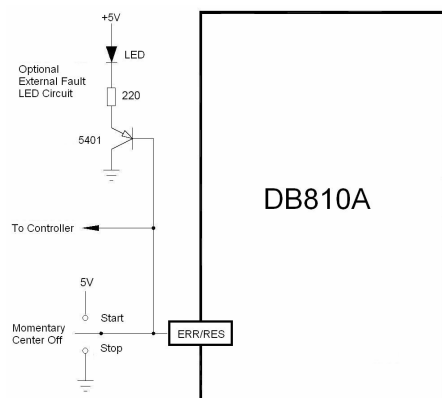 +5V
LED
Optional
External Fault
LED Circuit
220
5401
DB810A
To Controller
5V
Start
Momentary
Center Off
ERR/RES
Stop